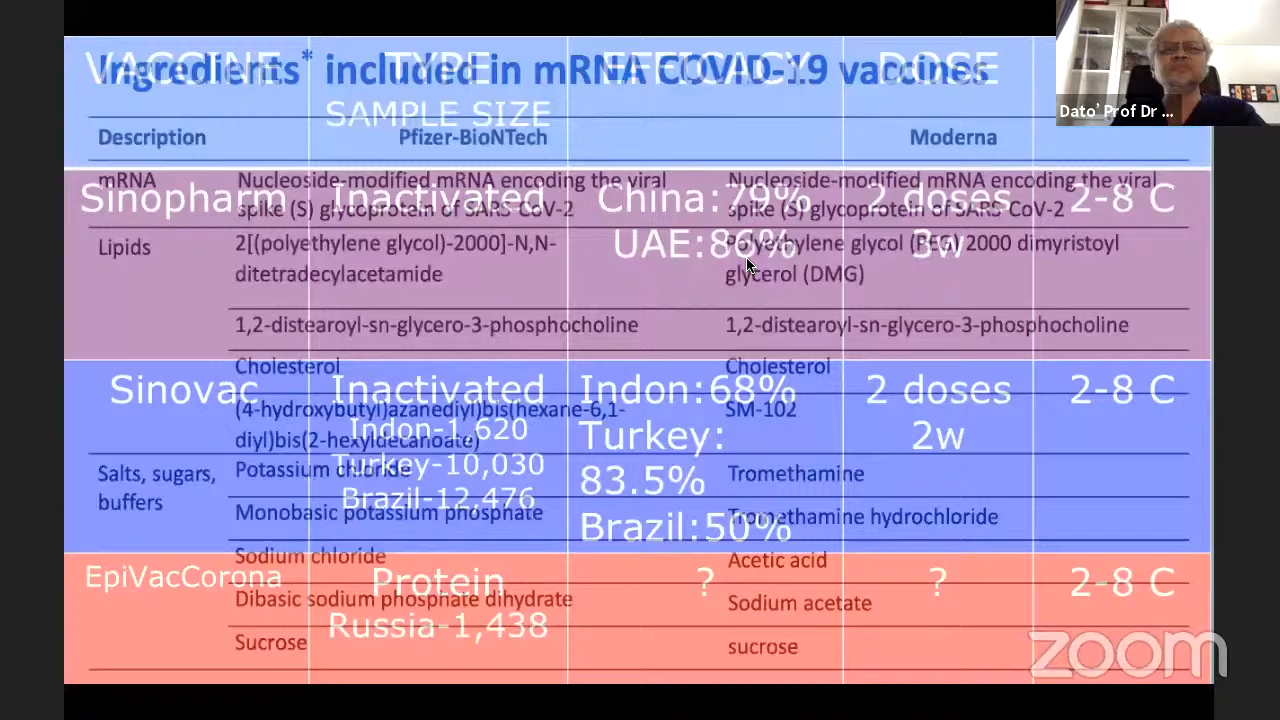 Ingredients* included in mRNA COVID-19 vaccines
Description Pfizer-BioNTech Moderna
mRNA Nucleoside-modified mRNA encoding the viral Nucleoside-modified mRNA encoding the viral
spike (S) glycoprotein of SARS-CoV-2 spike (S) glycoprotein of SARS-CoV-2
Lipids 2[(polyethylene glycol)-2000]-N,N- Polyethylene glycol (PEG) 2000 dimyristoyl
ditetradecylacetamide glycerol (DMG)
1,2-distearoyl-sn-glycero-3-phosphocholine 1,2-distearoyl-sn-glycero-3-phosphocholine
Cholesterol Cholesterol
(4-hydroxybutyl)azanediyl)bis(hexane-6,1- SM-102
diyl)bis(2-hexyldecanoate)
Salts, sugars, Potassium chloride Tromethamine
buffers
Monobasic potassium phosphate Tromethamine hydrochloride
Sodium chloride Acetic acid
Dibasic sodium phosphate dihydrate Sodium acetate
Sucrose sucrose
VACCINE TYPE EFFICACY DOSE
SAMPLE SIZE
Sinopharm Inactivated China:79% 2 doses 2-8 C
UAE:86% 3w
Sinovac Inactivated Indon:68% 2 doses 2-8 C
Indon-1,620 Turkey: 2w
Turkey-10,030 83.5%
Brazil-12,476 Brazil:50%
EpiVacCorona Protein ? ? 2-8 C
Russia-1,438
Dato' Prof Dr ...
zoom